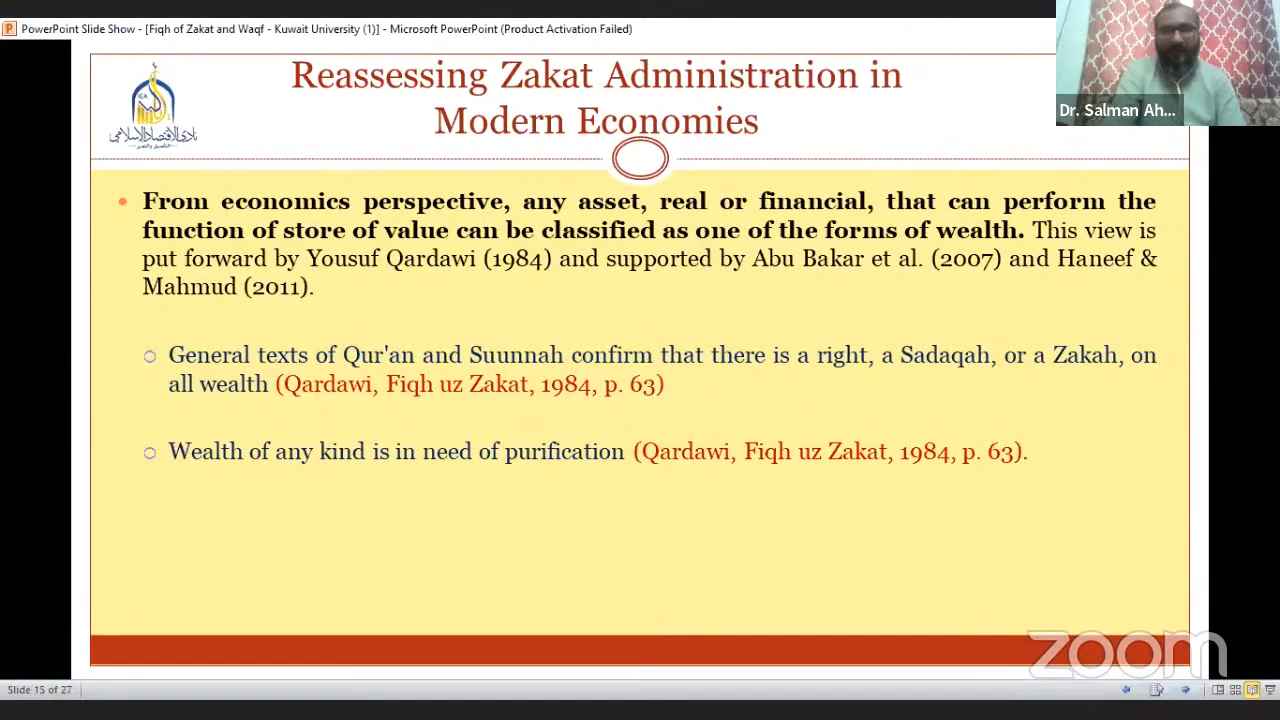 PowerPoint Slide Show - [Fiqh of Zakat and Waqf - Kuwait University (1)] - Microsoft PowerPoint (Product Activation Failed)
Reassessing Zakat Administration in
Modern Economies
IEA
نادي الاقتصاد الإسلامي
Dr. Salman Ah...
• From economics perspective, any asset, real or financial, that can perform the
function of store of value can be classified as one of the forms of wealth. This view is
put forward by Yousuf Qardawi (1984) and supported by Abu Bakar et al. (2007) and Haneef &
Mahmud (2011).
General texts of Qur'an and Suunnah confirm that there is a right, a Sadaqah, or a Zakah, on
all wealth (Qardawi, Fiqh uz Zakat, 1984, p. 63)
Wealth of any kind is in need of purification (Qardawi, Fiqh uz Zakat, 1984, p. 63).
zoom
Slide 15 of 27